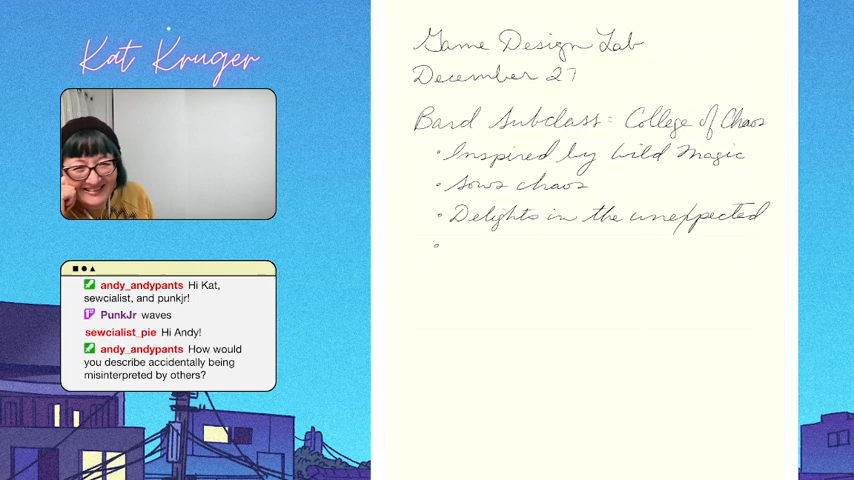 Kat Kruger
andy_andypants Hi Kat,
sewcialist, and punkjr!
PunkJr waves
sewcialist_pie Hi Andy!
andy_andypants How would
you describe accidentally being
misinterpreted by others?
Game Design Lab
December 27
Bard Subclass: College of Chaos
• Inspired by Wild Magic
• Sows chaos
• Delights in the unexpected
•